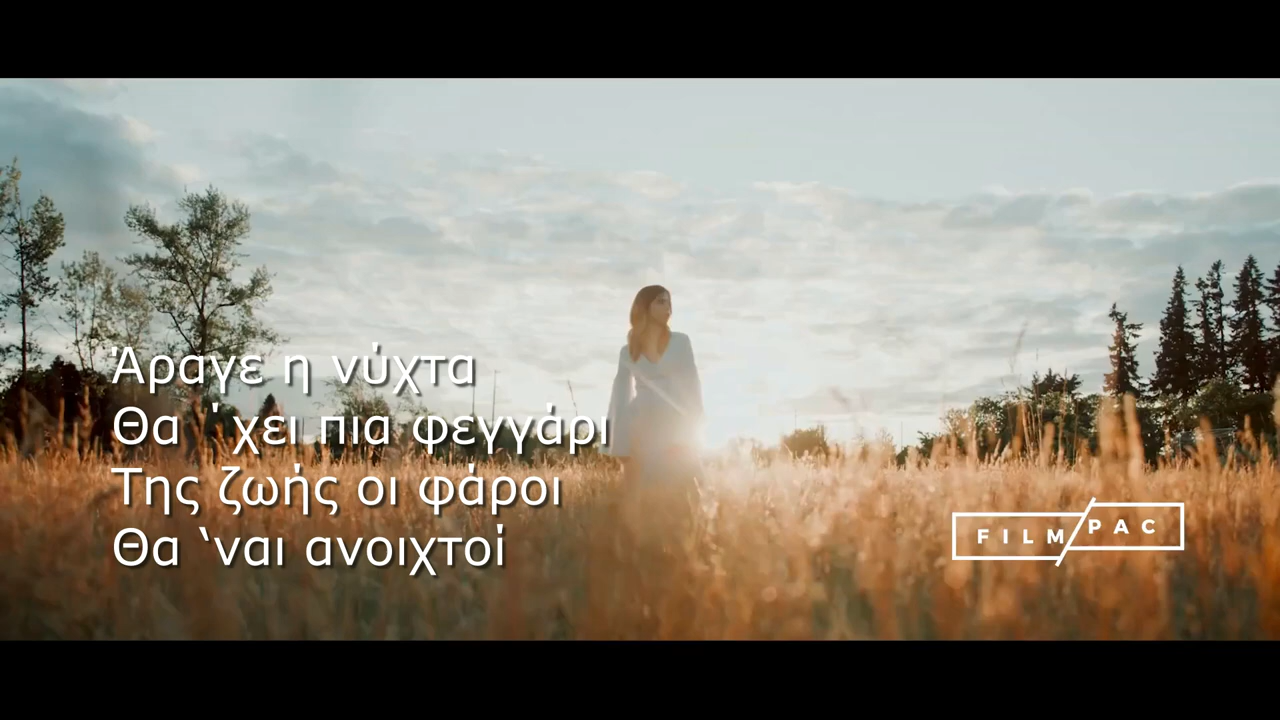 Άραγε η νύχτα
Θα ΄χει πια φεγγάρι
Της ζωής οι φάροι
Θα ‛ναι ανοιχτοί
FILM PAC